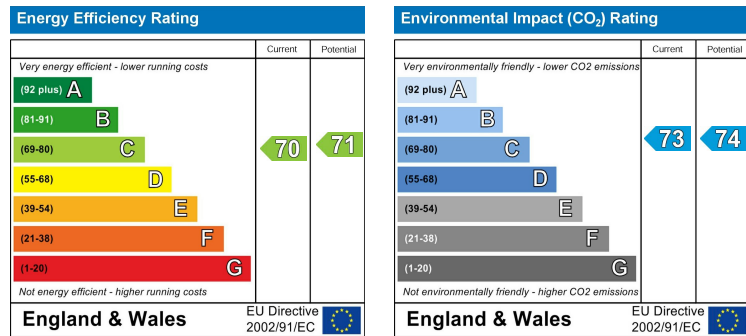 Energy Efficiency Rating
Current Potential
Very energy efficient - lower running costs
(92 plus) A
(81-91) B
(69-80) C
70 71
(55-68) D
(39-54) E
(21-38) F
(1-20) G
Not energy efficient - higher running costs
England & Wales
EU Directive
2002/91/EC
Environmental Impact (CO₂) Rating
Current Potential
Very environmentally friendly - lower CO2 emissions
(92 plus) A
(81-91) B
73 74
(69-80) C
(55-68) D
(39-54) E
(21-38) F
(1-20) G
Not environmentally friendly - higher CO2 emissions
England & Wales
EU Directive
2002/91/EC